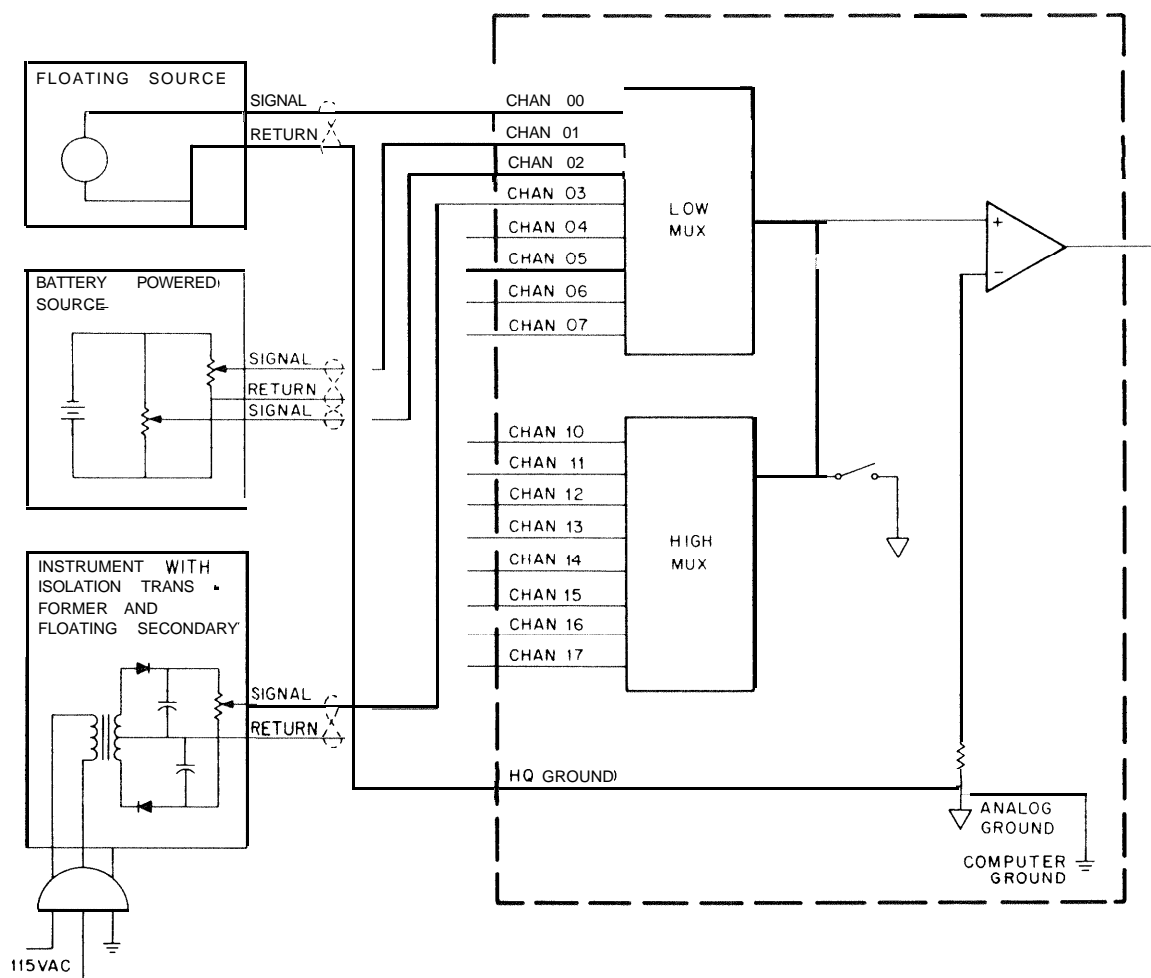 FLOATING SOURCE
SIGNAL
RETURN
BATTERY POWERED
SOURCE
SIGNAL
RETURN
SIGNAL
INSTRUMENT WITH
ISOLATION TRANS -
FORMER AND
FLOATING SECONDARY
SIGNAL
RETURN
115VAC
CHAN 00
CHAN 01
CHAN 02
CHAN 03
CHAN 04
CHAN 05
CHAN 06
CHAN 07
LOW
MUX
+
−
CHAN 10
CHAN 11
CHAN 12
CHAN 13
CHAN 14
CHAN 15
CHAN 16
CHAN 17
HIGH
MUX
HQ GROUND
ANALOG
GROUND
COMPUTER
GROUND